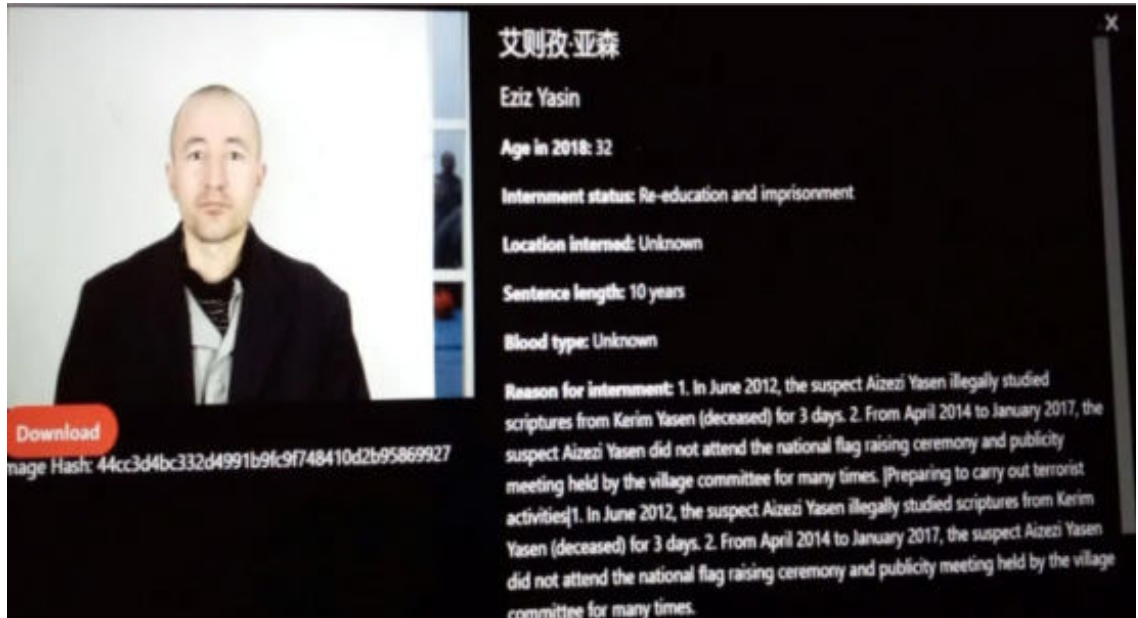 艾则孜·亚森
Eziz Yasin
Age in 2018: 32
Internment status: Re-education and imprisonment
Location interned: Unknown
Sentence length: 10 years
Blood type: Unknown
Reason for internment: 1. In June 2012, the suspect Aizezi Yasen illegally studied
scriptures from Kerim Yasen (deceased) for 3 days. 2. From April 2014 to January 2017, the
suspect Aizezi Yasen did not attend the national flag raising ceremony and publicity
meeting held by the village committee for many times. |Preparing to carry out terrorist
activities|1. In June 2012, the suspect Aizezi Yasen illegally studied scriptures from Kerim
Yasen (deceased) for 3 days. 2. From April 2014 to January 2017, the suspect Aizezi Yasen
did not attend the national flag raising ceremony and publicity meeting held by the village
committee for many times.
X
Download
mage Hash: 44cc3d4bc332d4991b9fc9f748410d2b95869927